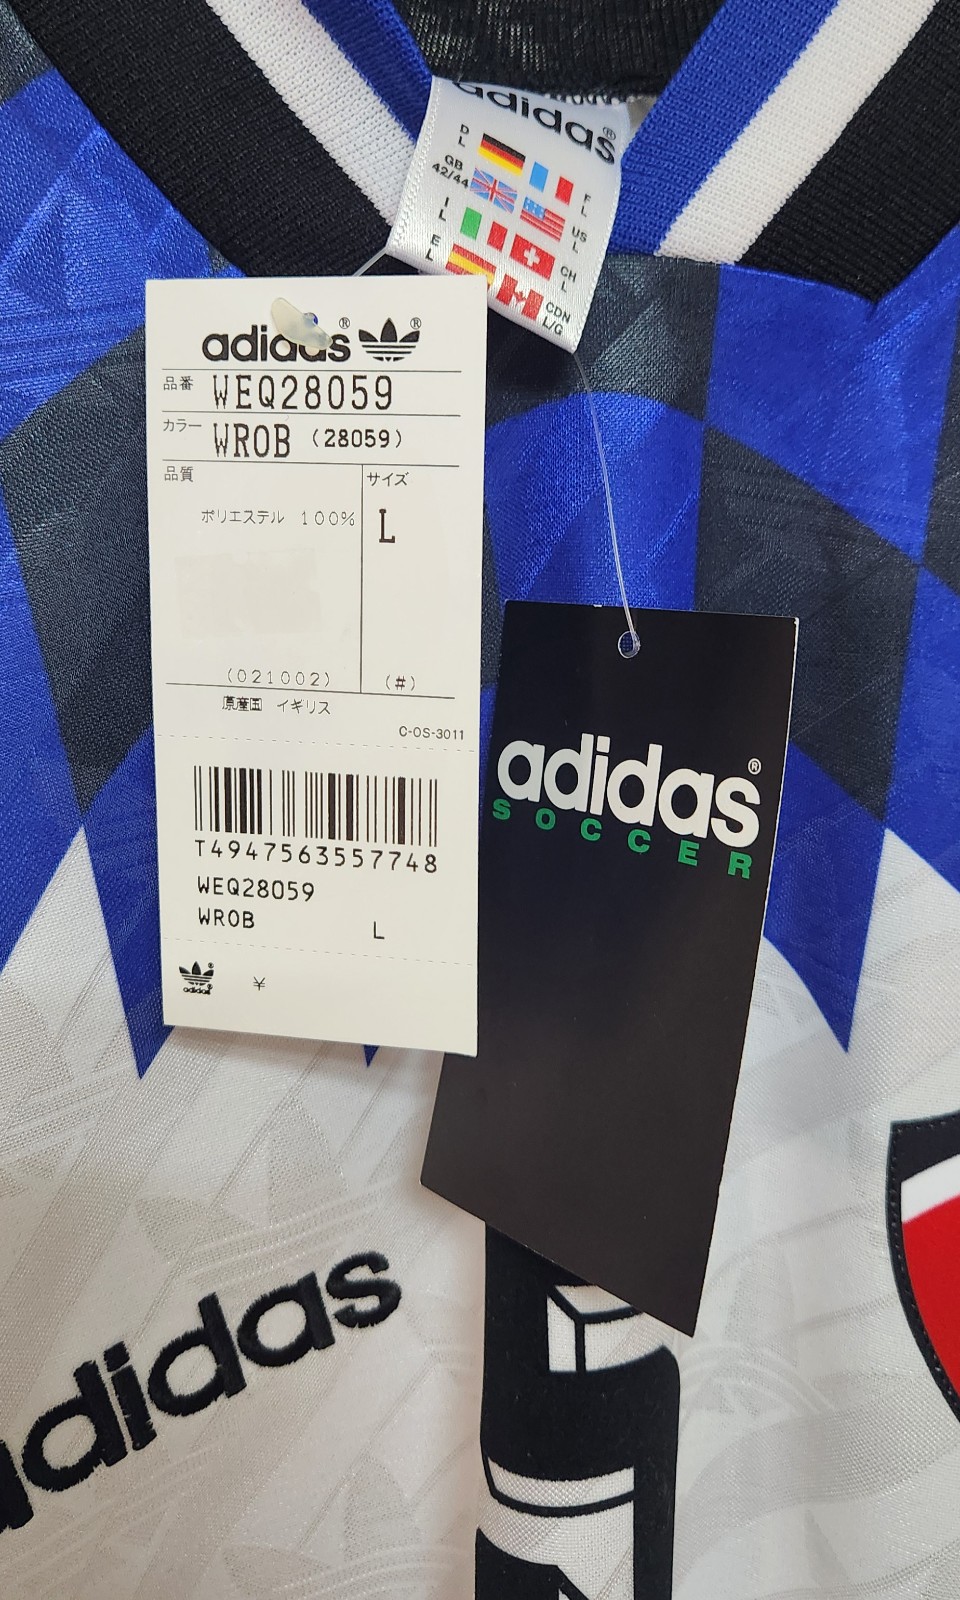 adidas®
D L
F L
GB 42/44
US L
I L
CH L
E L
CDN L/G
adidas® ®
品番 WEQ28059
カラー WROB (28059)
品質
サイズ
ポリエステル 100%
L
(021002)
(#)
原産国 イギリス
C-OS-3011
T4947563557748
WEQ28059
WROB L
adidas® ¥
adidas®
SOCCER
adidas